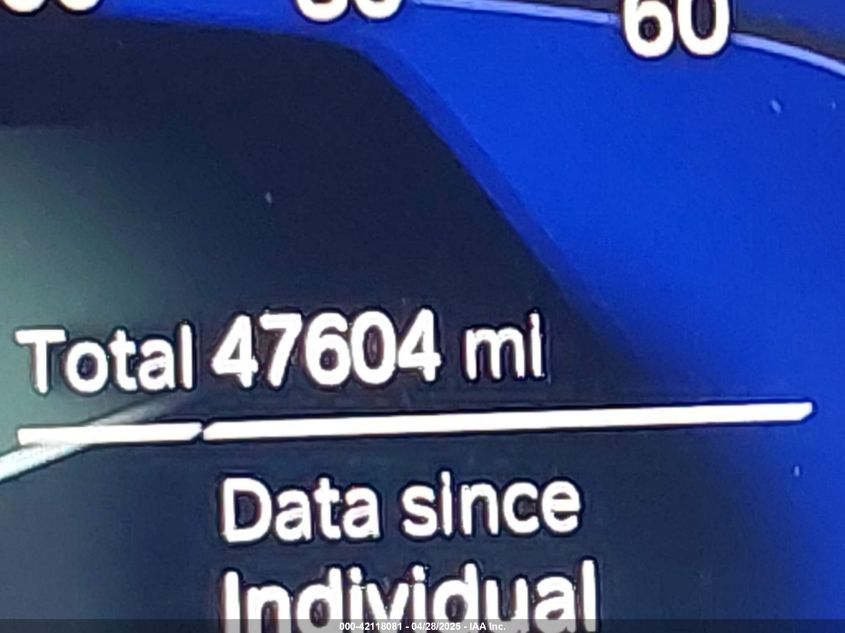 60
Total 47604 mi
Data since
Individual
000-42118081 - 04/28/2025 - IAA Inc.